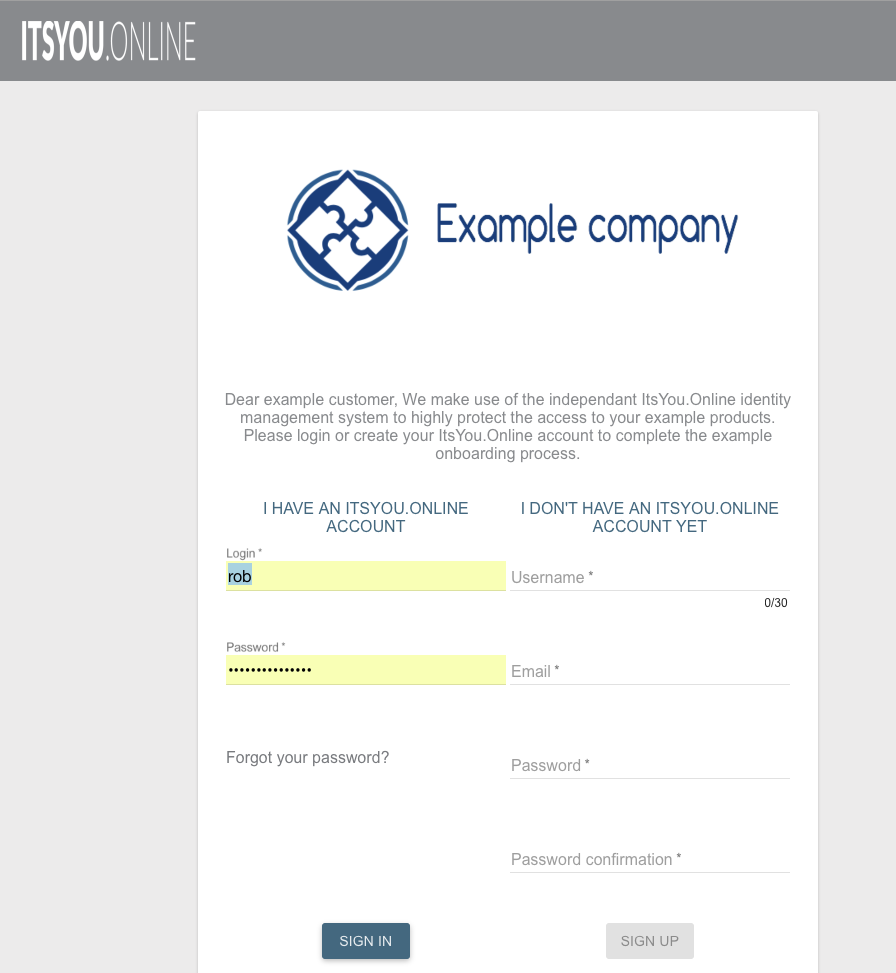 ITSYOU.ONLINE
Example company
Dear example customer, We make use of the independant ItsYou.Online identity
management system to highly protect the access to your example products.
Please login or create your ItsYou.Online account to complete the example
onboarding process.
I HAVE AN ITSYOU.ONLINE
ACCOUNT
Login *
rob
Password *
•••••••••••••••
Forgot your password?
SIGN IN
I DON'T HAVE AN ITSYOU.ONLINE
ACCOUNT YET
Username *
0/30
Email *
Password *
Password confirmation *
SIGN UP